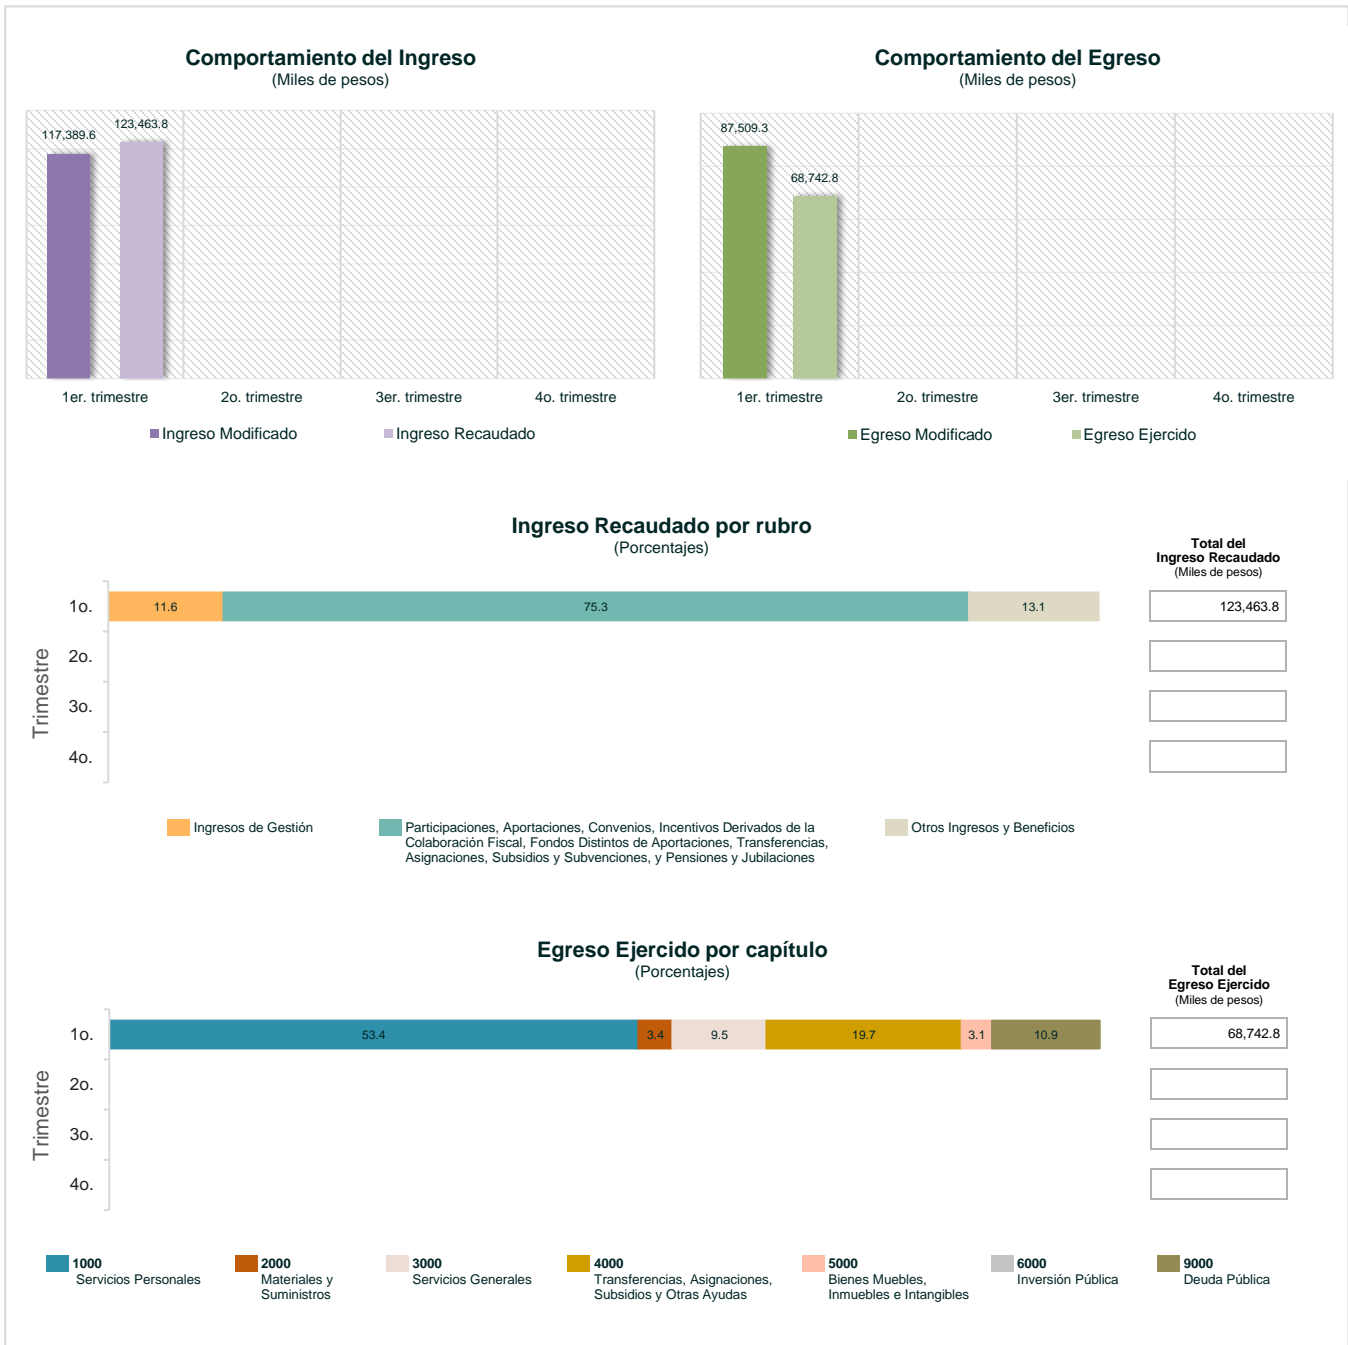 Comportamiento del Ingreso
(Miles de pesos)
117,389.6
123,463.8
1er. trimestre
2o. trimestre
3er. trimestre
4o. trimestre
Ingreso Modificado
Ingreso Recaudado
Comportamiento del Egreso
(Miles de pesos)
87,509.3
68,742.8
1er. trimestre
2o. trimestre
3er. trimestre
4o. trimestre
Egreso Modificado
Egreso Ejercido
Ingreso Recaudado por rubro
(Porcentajes)
Total del
Ingreso Recaudado
(Miles de pesos)
Trimestre
1o.
11.6
75.3
13.1
123,463.8
2o.
3o.
4o.
Ingresos de Gestión
Participaciones, Aportaciones, Convenios, Incentivos Derivados de la
Colaboración Fiscal, Fondos Distintos de Aportaciones, Transferencias,
Asignaciones, Subsidios y Subvenciones, y Pensiones y Jubilaciones
Otros Ingresos y Beneficios
Egreso Ejercido por capítulo
(Porcentajes)
Total del
Egreso Ejercido
(Miles de pesos)
Trimestre
1o.
53.4
3.4
9.5
19.7
3.1
10.9
68,742.8
2o.
3o.
4o.
1000
Servicios Personales
2000
Materiales y
Suministros
3000
Servicios Generales
4000
Transferencias, Asignaciones,
Subsidios y Otras Ayudas
5000
Bienes Muebles,
Inmuebles e Intangibles
6000
Inversión Pública
9000
Deuda Pública